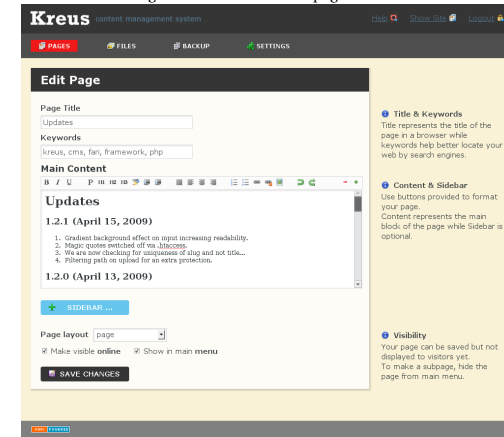 Kreus content management system
Help Show Site Logout
PAGES FILES BACKUP SETTINGS
Edit Page
Page Title
Updates
Keywords
kreus, cms, fari, framework, php
Main Content
B I U P H1 H2 H3
Updates
1.2.1 (April 15, 2009)
1. Gradient background effect on input increasing readability.
2. Magic quotes switched off via .htaccess.
3. We are now checking for uniqueness of slug and not title...
4. Filtering path on upload for an extra protection.
1.2.0 (April 13, 2009)
SIDEBAR ...
Page layout page
Make visible online Show in main menu
SAVE CHANGES
Title & Keywords
Title represents the title of the
page in a browser while
keywords help better locate your
web by search engines.
Content & Sidebar
Use buttons provided to format
your page.
Content represents the main
block of the page while Sidebar is
optional.
Visibility
Your page can be saved but not
displayed to visitors yet.
To make a subpage, hide the
page from main menu.